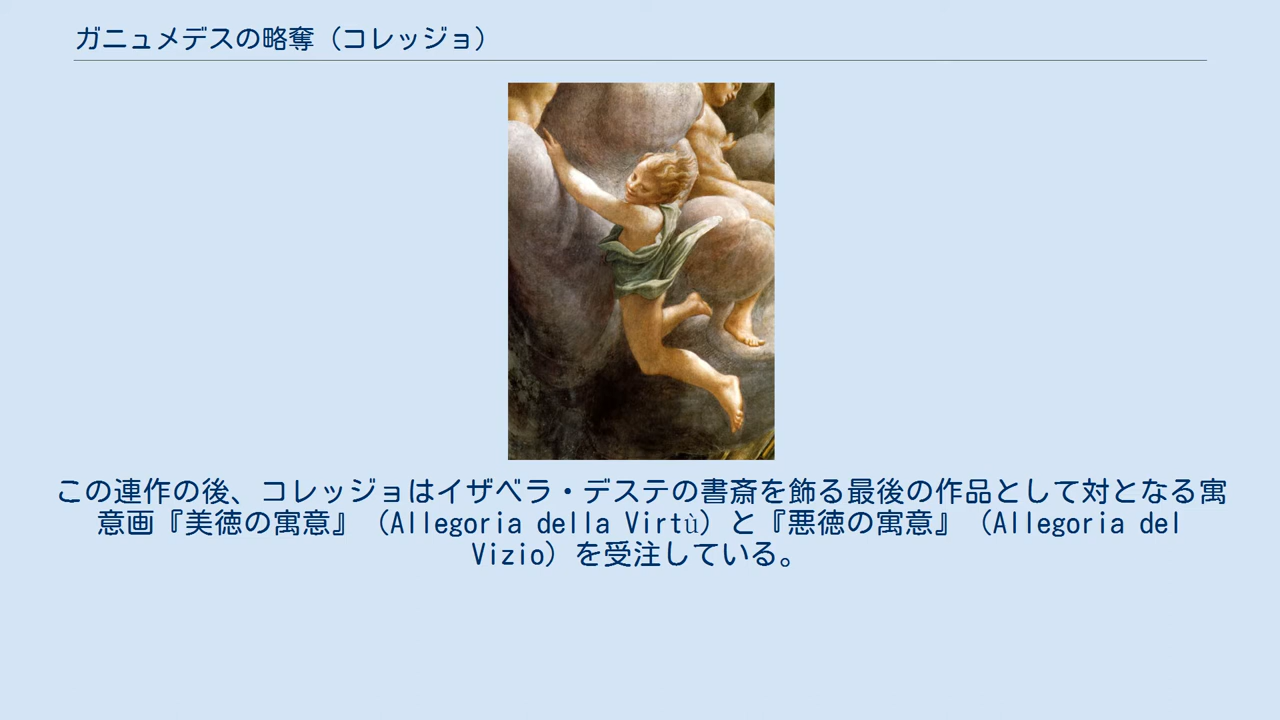 ガニュメデスの略奪（コレッジョ）
この連作の後、コレッジョはイザベラ・デステの書斎を飾る最後の作品として対となる寓
意画『美徳の寓意』（Allegoria della Virtù）と『悪徳の寓意』（Allegoria del
Vizio）を受注している。